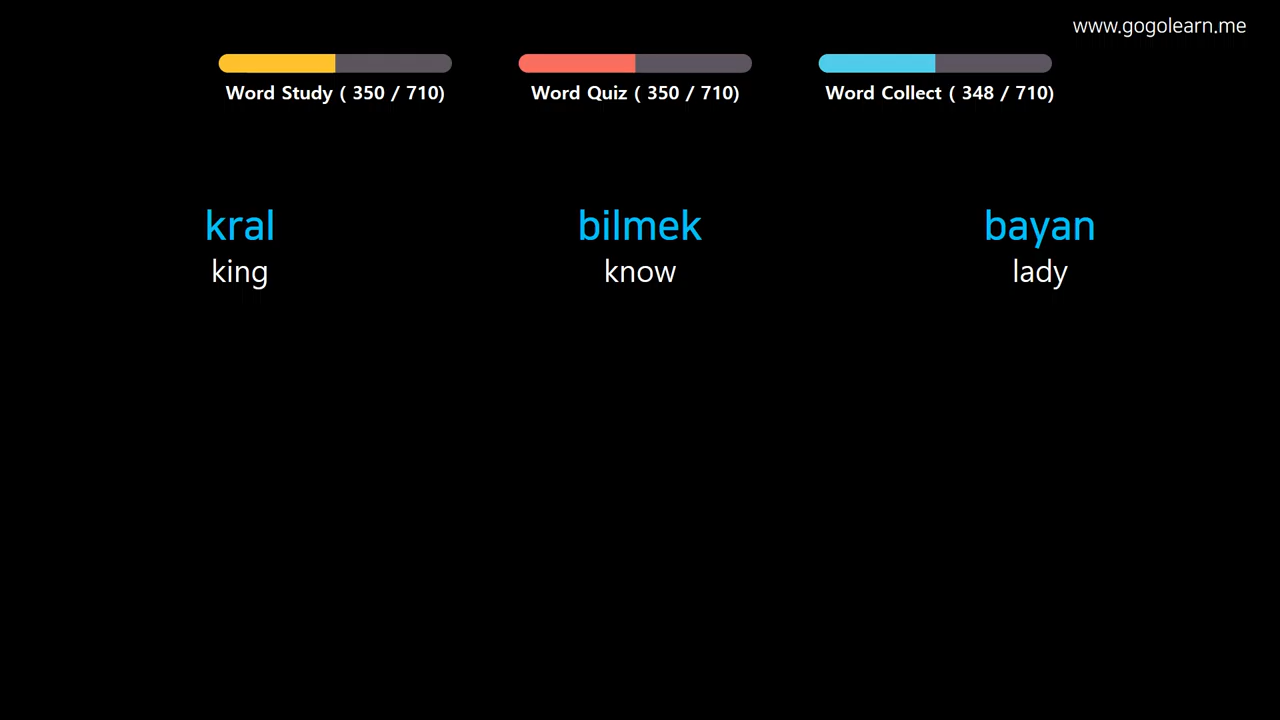 www.gogolearn.me
Word Study ( 350 / 710)
Word Quiz ( 350 / 710)
Word Collect ( 348 / 710)
kral
king
bilmek
know
bayan
lady